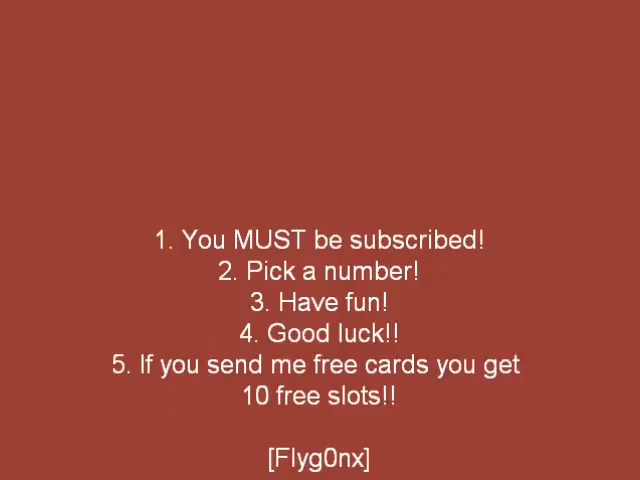 1. You MUST be subscribed!
2. Pick a number!
3. Have fun!
4. Good luck!!
5. If you send me free cards you get
10 free slots!!
[Flyg0nx]